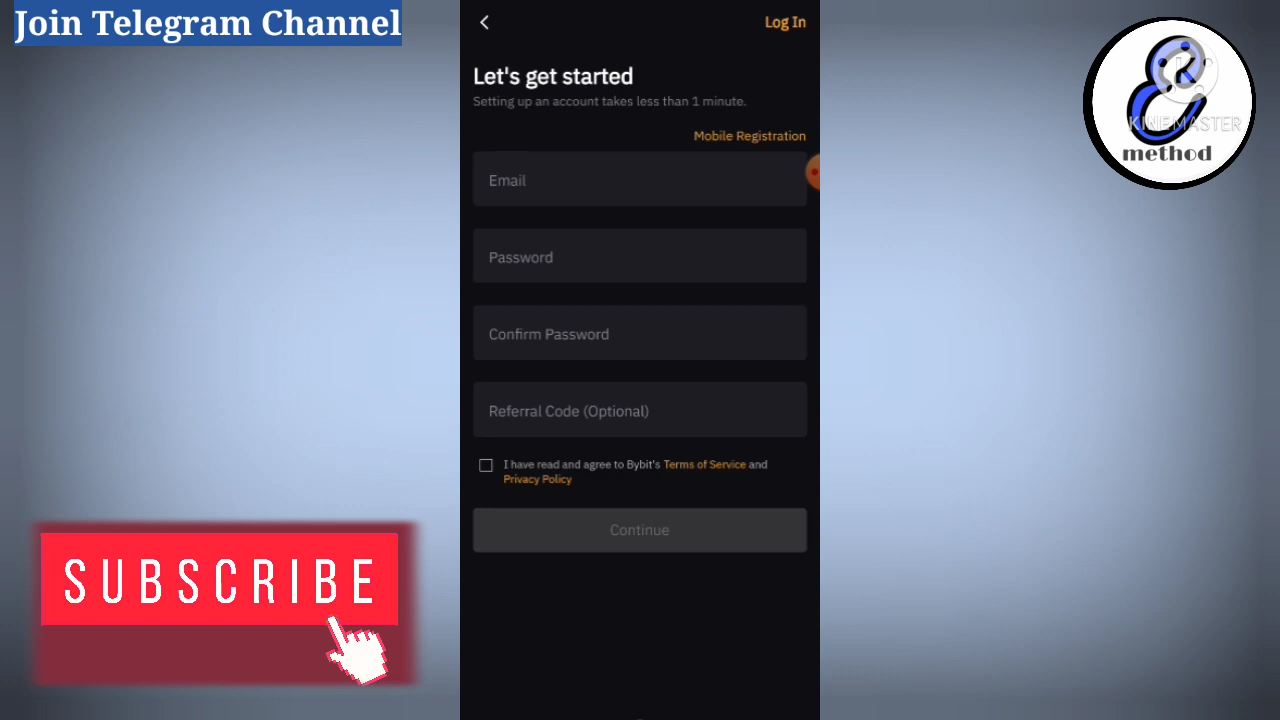 Join Telegram Channel
Log In
Let's get started
Setting up an account takes less than 1 minute.
Mobile Registration
Email
Password
Confirm Password
Referral Code (Optional)
I have read and agree to Bybit's Terms of Service and
Privacy Policy
Continue
SUBSCRIBE
8
K
KINEMASTER
method